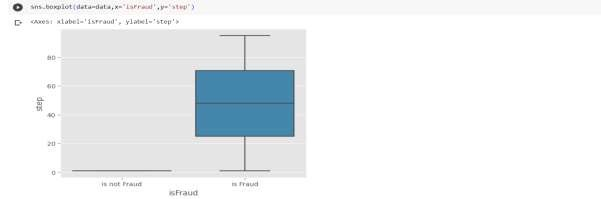 sns.boxplot(data=data,x='isFraud',y='step')
<Axes: xlabel='isFraud', ylabel='step'>
80
60
step
40
20
0
is not Fraud
is Fraud
isFraud